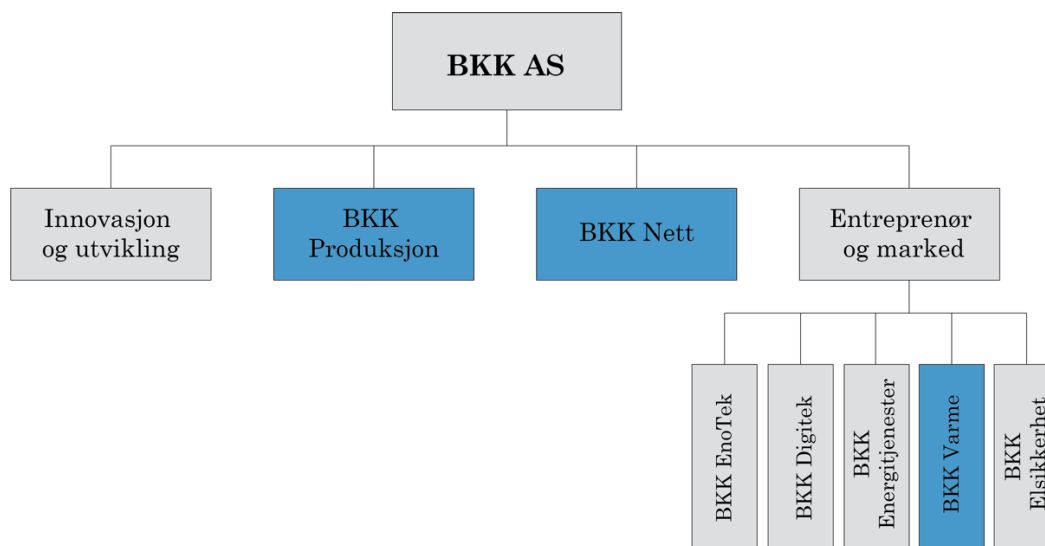 BKK AS
Innovasjon
og utvikling
BKK
Produksjon
BKK Nett
Entreprenør
og marked
BKK EnoTek
BKK Digitek
BKK
Energitjenester
BKK Varme
BKK
Elsikkerhet